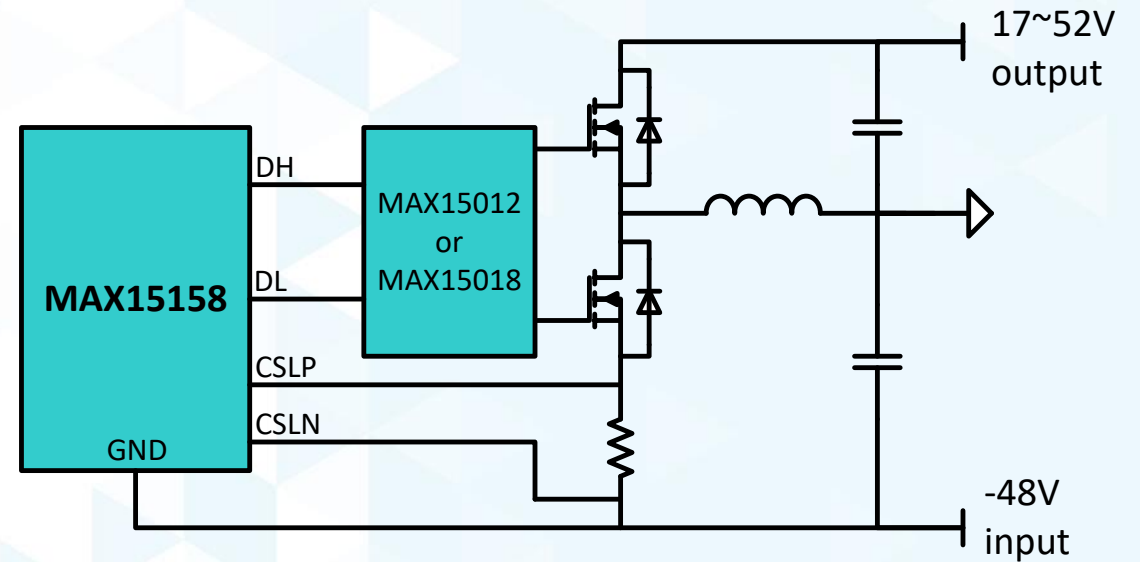 17~52V
output
DH
MAX15012
or
MAX15018
MAX15158
DL
CSLP
CSLN
GND
-48V
input